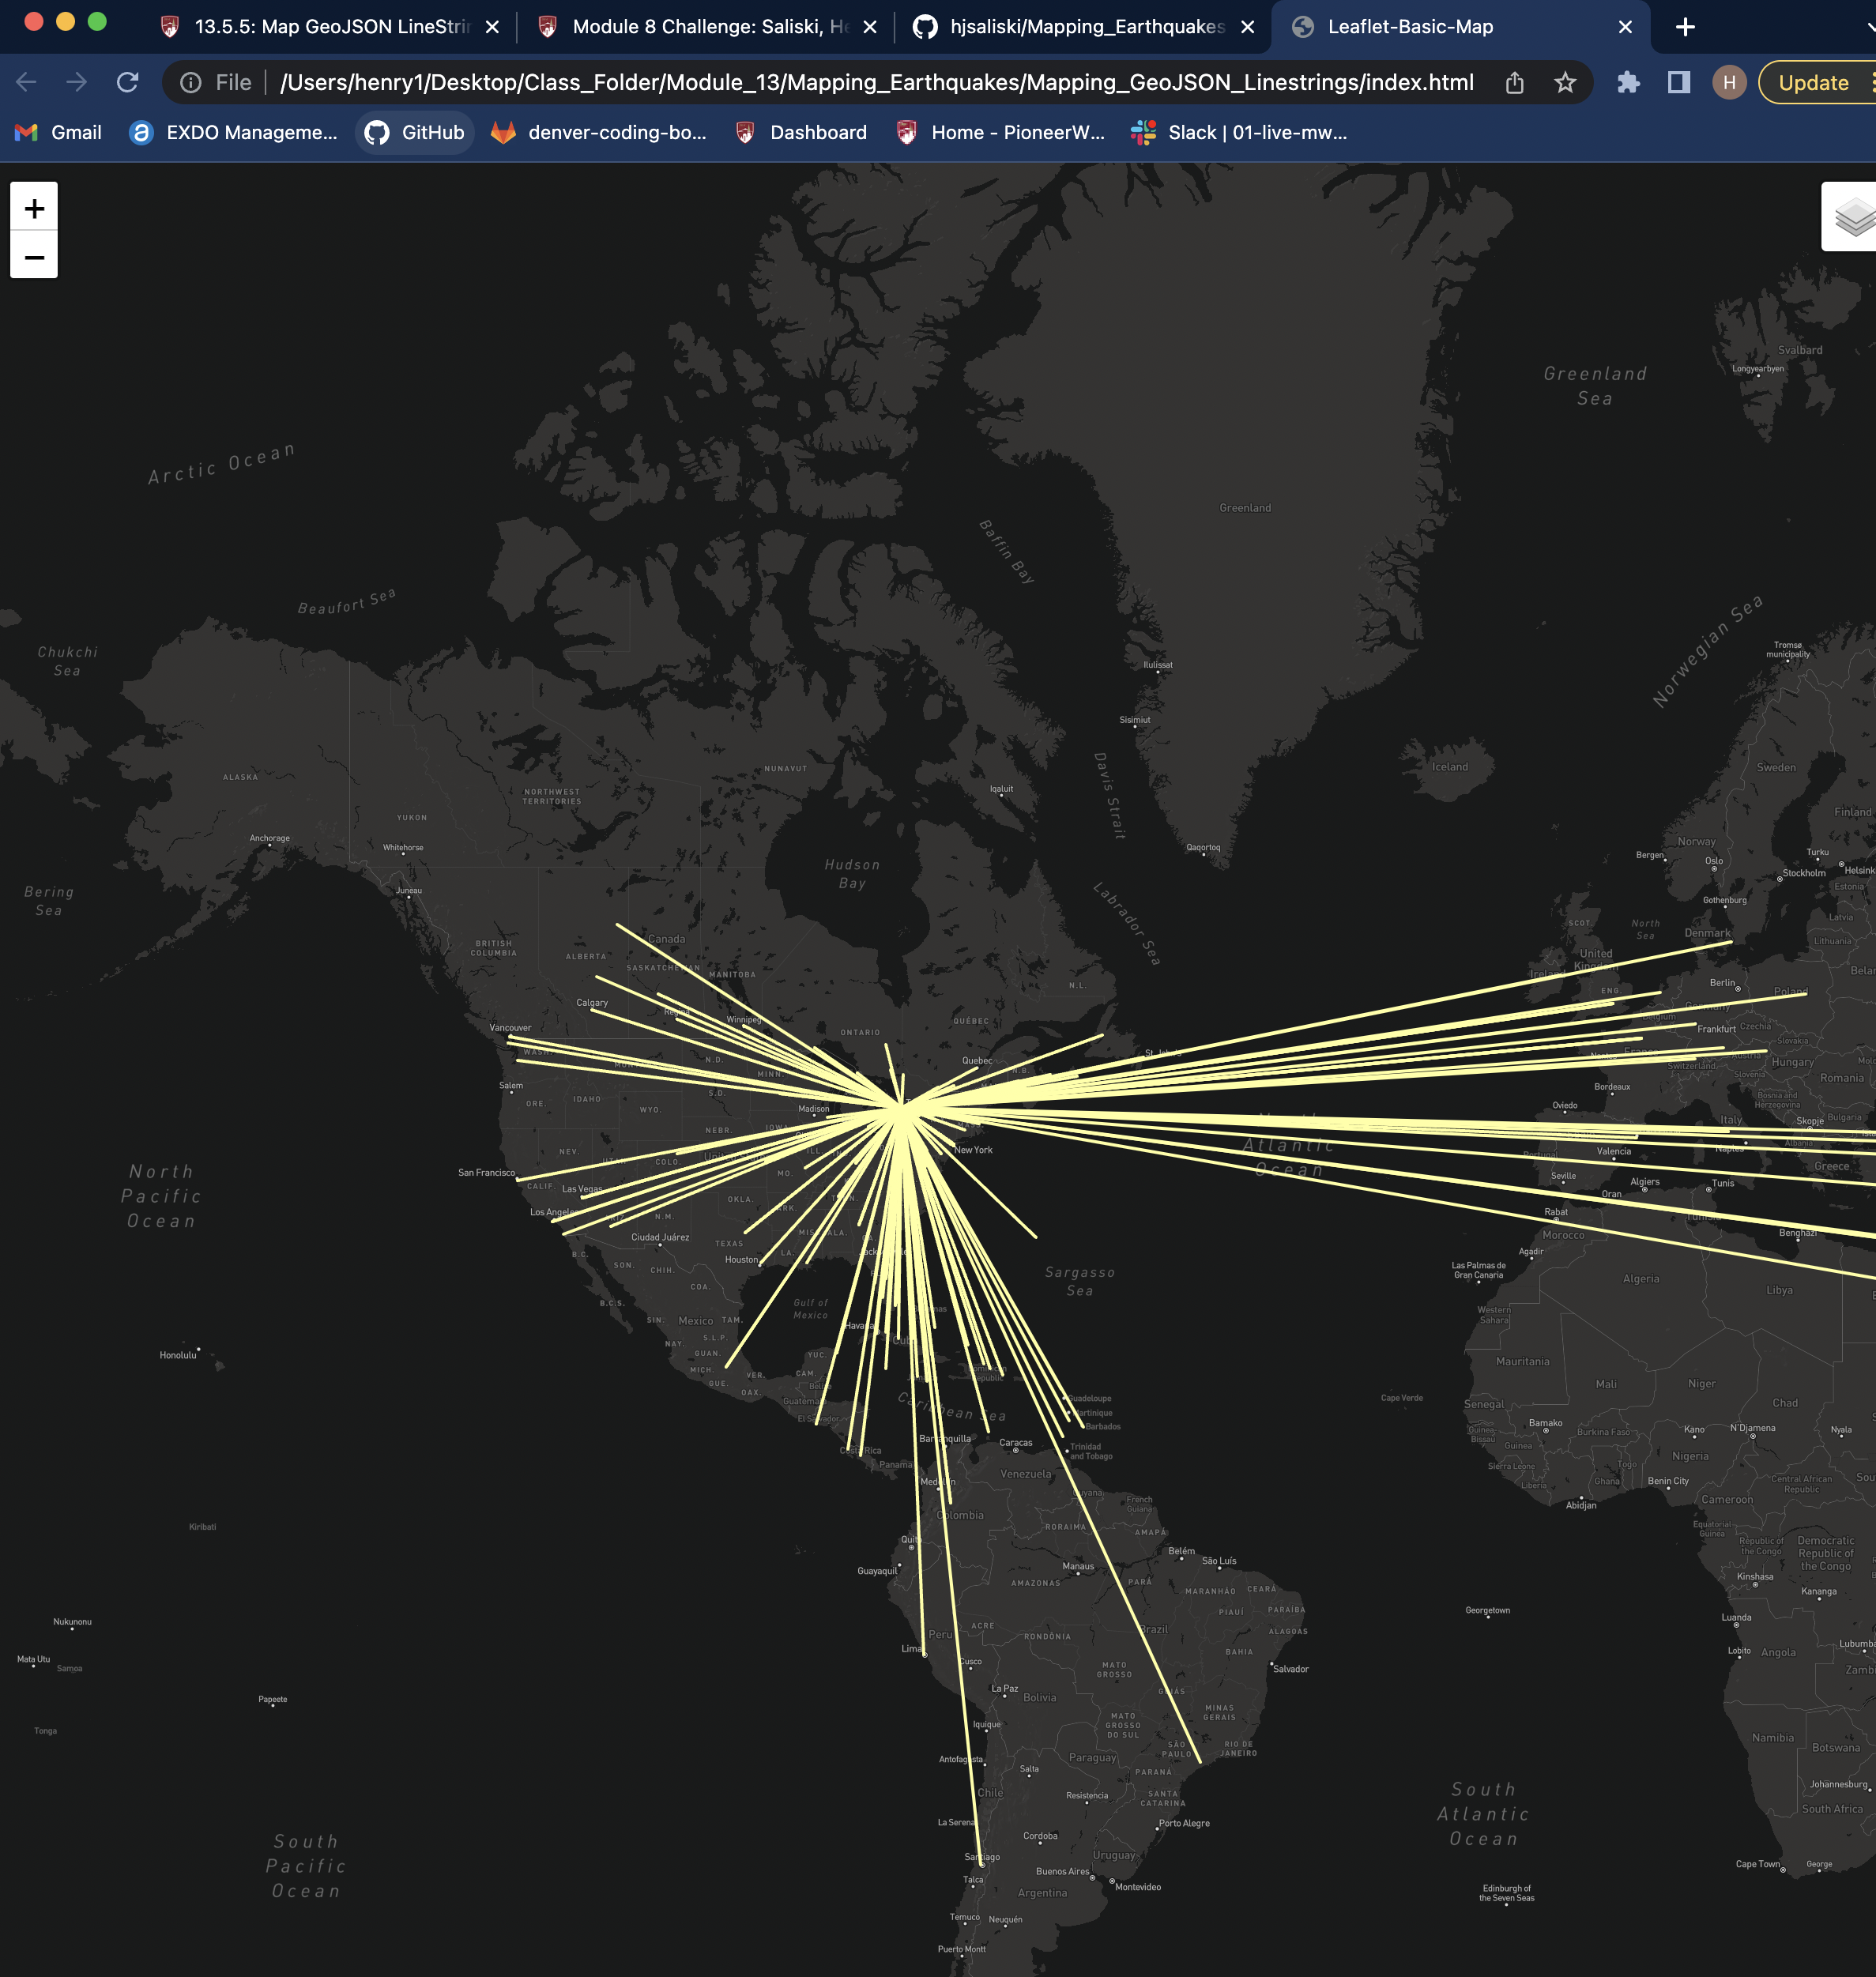 13.5.5: Map GeoJSON LineStrin
Module 8 Challenge: Saliski, He
hjsaliski/Mapping_Earthquakes
Leaflet-Basic-Map
File
/Users/henry1/Desktop/Class_Folder/Module_13/Mapping_Earthquakes/Mapping_GeoJSON_Linestrings/index.html
H
Update
Gmail
EXDO Manageme...
GitHub
denver-coding-bo...
Dashboard
Home - PioneerW...
Slack | 01-live-mw...
+
−
Svalbard
Longyearbyen
Greenland
Sea
Arctic Ocean
Greenland
Baffin Bay
Beaufort Sea
Norwegian Sea
Chukchi
Sea
Tromsø
municipality
Ilulissat
Sisimiut
Davis Strait
Iceland
Sweden
NUNAVUT
ALASKA
NORTHWEST
TERRITORIES
Iqaluit
Finland
YUKON
Anchorage
Whitehorse
Qaqortoq
Norway
Bergen
Oslo
Turku
Helsink
Stockholm
Estonia
Hudson
Bay
Bering
Sea
Juneau
Labrador Sea
Gothenburg
Latvia
SCOT.
North
Sea
Denmark
Lithuania
Canada
BRITISH
COLUMBIA
ALBERTA
SASKATCHEWAN
MANITOBA
United
Kingdom
Ireland
Belar
N.L.
Berlin
ENG.
Poland
Germany
Calgary
Regina
Winnipeg
QUÉBEC
Belgium
Vancouver
ONTARIO
Frankfurt
Czechia
WASH.
Slovakia
N.D.
Quebec
St. John's
France
Austria
Hungary
Mold
MINN.
N.B.
Switzerland
Slovenia
Romania
Salem
ORE.
IDAHO
WYO.
S.D.
Bordeaux
Bosnia and
Herzegovina
Madison
Oviedo
Italy
Skopje
Bulgaria
NEBR.
IOWA
New York
Atlantic
Ocean
Valencia
Naples
Albania
Greece
North
Pacific
Ocean
San Francisco
NEV.
UTAH
COLO.
ILL.
MO.
Portugal
Seville
Algiers
Tunis
CALIF.
Las Vegas
Oran
OKLA.
Los Angeles
N.M.
Rabat
Tunisia
Morocco
Benghazi
Ciudad Juárez
TEXAS
LA.
Houston
B.C.
SON.
CHIH.
COA.
Agadir
Las Palmas de
Gran Canaria
Algeria
Libya
Sargasso
Sea
B.C.S.
Gulf of
Mexico
Western
Sahara
SIN.
Mexico
TAM.
Havana
Cuba
NAY.
S.L.P.
GUAN.
Honolulu
MICH.
VER.
YUC.
CAM.
Mauritania
GUE.
OAX.
Belize
Guatemala
El Salvador
Mali
Niger
Chad
Guadeloupe
Martinique
Barbados
Cape Verde
Caribbean Sea
Senegal
Guinea
Bissau
Bamako
Burkina Faso
Kano
N'Djamena
Nyala
Costa Rica
Panama
Barranquilla
Caracas
Trinidad
and Tobago
Guinea
Nigeria
Venezuela
Sierra Leone
Liberia
Togo
Ghana
Benin City
Central African
Republic
Medellín
Guyana
French
Guiana
Abidjan
Cameroon
Colombia
RORAIMA
AMAPÁ
Kiribati
Equatorial
Guinea
Republic of
the Congo
Democratic
Republic of
the Congo
Quito
Belém
São Luís
Guayaquil
Manaus
AMAZONAS
PARÁ
MARANHÃO
CEARÁ
Kinshasa
Kananga
PIAUÍ
PARAÍBA
ALAGOAS
Georgetown
Luanda
Nukunonu
ACRE
RONDÔNIA
Brazil
Peru
Lima
BAHIA
Lobito
Angola
Lubumba
Mata Utu
Samoa
Cusco
MATO
GROSSO
Salvador
Zambi
La Paz
Bolivia
GOIÁS
Papeete
MINAS
GERAIS
MATO
GROSSO
DO SUL
Tonga
Iquique
Namibia
Botswana
SÃO
PAULO
RIO DE
JANEIRO
Antofagasta
Paraguay
Salta
PARANÁ
Johannesburg
South
Atlantic
Ocean
Chile
Resistencia
SANTA
CATARINA
South Africa
La Serena
Porto Alegre
Cordoba
South
Pacific
Ocean
Santiago
Uruguay
Buenos Aires
Cape Town
George
Talca
Montevideo
Argentina
Edinburgh of
the Seven Seas
Temuco
Neuquén
Puerto Montt